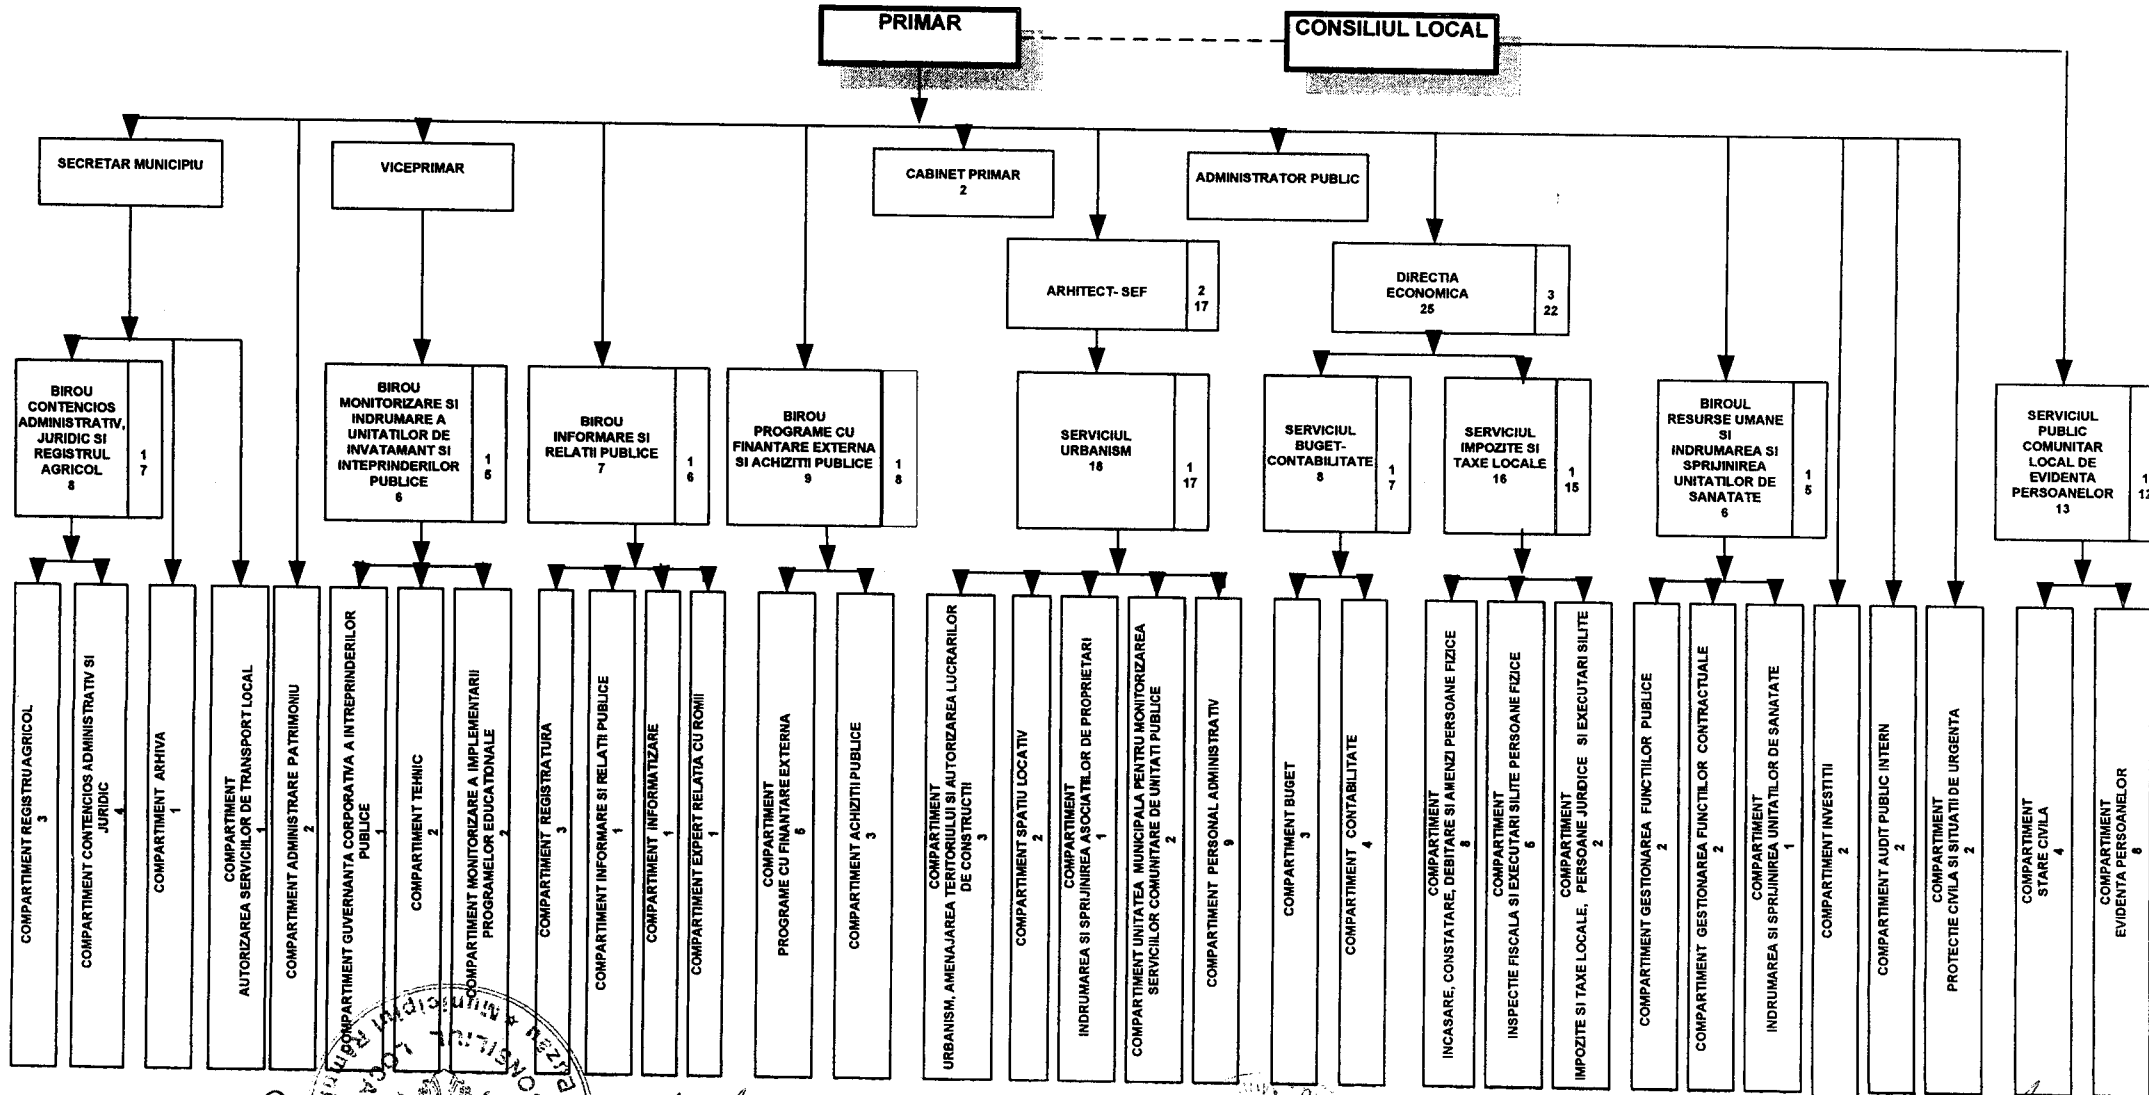 PRIMAR
CONSILIUL LOCAL
SECRETAR MUNICIPIU
VICEPRIMAR
CABINET PRIMAR
2
ADMINISTRATOR PUBLIC
ARHITECT- SEF
2
17
DIRECTIA
ECONOMICA
25
3
22
BIROU
CONTENCIOS
ADMINISTRATIV,
JURIDIC SI
REGISTRUL
AGRICOL
8
1
7
BIROU
MONITORIZARE SI
INDRUMARE A
UNITATILOR DE
INVATAMANT SI
INTEPRINDERILOR
PUBLICE
6
1
5
BIROU
INFORMARE SI
RELATII PUBLICE
7
1
6
BIROU
PROGRAME CU
FINANTARE EXTERNA
SI ACHIZITII PUBLICE
9
1
8
SERVICIUL
URBANISM
18
1
17
SERVICIUL
BUGET-
CONTABILITATE
8
1
7
SERVICIUL
IMPOZITE SI
TAXE LOCALE
16
1
15
BIROUL
RESURSE UMANE
SI
INDRUMAREA SI
SPRIJINIREA
UNITATILOR DE
SANATATE
6
1
5
SERVICIUL
PUBLIC
COMUNITAR
LOCAL DE
EVIDENTA
PERSOANELOR
13
1
12
COMPARTIMENT REGISTRU AGRICOL
3
COMPARTIMENT CONTENCIOS ADMINISTRATIV SI
JURIDIC
4
COMPARTIMENT ARHIVA
1
COMPARTIMENT
AUTORIZAREA SERVICIILOR DE TRANSPORT LOCAL
1
COMPARTIMENT ADMINISTRARE PATRIMONIU
2
COMPARTIMENT GUVERNANTA CORPORATIVA A INTREPRINDERILOR
PUBLICE
1
COMPARTIMENT TEHNIC
2
COMPARTIMENT MONITORIZARE A IMPLEMENTARII
PROGRAMELOR EDUCATIONALE
2
COMPARTIMENT REGISTRATURA
3
COMPARTIMENT INFORMARE SI RELATII PUBLICE
1
COMPARTIMENT INFORMATIZARE
1
COMPARTIMENT EXPERT RELATIA CU ROMII
1
COMPARTIMENT
PROGRAME CU FINANTARE EXTERNA
5
COMPARTIMENT ACHIZITII PUBLICE
3
COMPARTIMENT
URBANISM, AMENAJAREA TERITORIULUI SI AUTORIZAREA LUCRARILOR
DE CONSTRUCTII
3
COMPARTIMENT SPATIU LOCATIV
2
COMPARTIMENT
INDRUMAREA SI SPRIJINIREA ASOCIATIILOR DE PROPRIETARI
1
COMPARTIMENT UNITATEA MUNICIPALA PENTRU MONITORIZAREA
SERVICIILOR COMUNITARE DE UNITATI PUBLICE
2
COMPARTIMENT PERSONAL ADMINISTRATIV
9
COMPARTIMENT BUGET
3
COMPARTIMENT CONTABILITATE
4
COMPARTIMENT
INCASARE, CONSTATARE, DEBITARE SI AMENZI PERSOANE FIZICE
8
COMPARTIMENT
INSPECTIE FISCALA SI EXECUTARI SILITE PERSOANE FIZICE
5
COMPARTIMENT
IMPOZITE SI TAXE LOCALE, PERSOANE JURIDICE SI EXECUTARI SILITE
2
COMPARTIMENT GESTIONAREA FUNCTIILOR PUBLICE
2
COMPARTIMENT GESTIONAREA FUNCTIILOR CONTRACTUALE
2
COMPARTIMENT
INDRUMAREA SI SPRIJINIREA UNITATILOR DE SANATATE
1
COMPARTIMENT INVESTITII
2
COMPARTIMENT AUDIT PUBLIC INTERN
2
COMPARTIMENT
PROTECTIE CIVILA SI SITUATII DE URGENTA
2
COMPARTIMENT
STARE CIVILA
4
COMPARTIMENT
EVIDENTA PERSOANELOR
8
Buzau * Municipiul
CONSILIUL